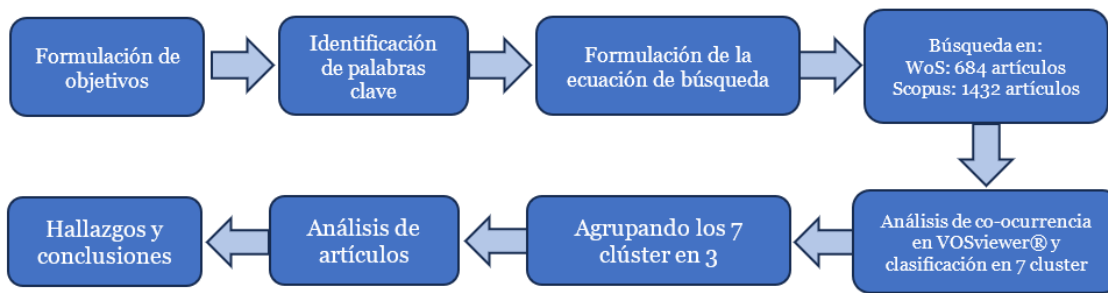 Formulación de
objetivos
Identificación
de palabras
clave
Formulación de la
ecuación de búsqueda
Búsqueda en:
WoS: 684 artículos
Scopus: 1432 artículos
Análisis de co-ocurrencia
en VOSviewer® y
clasificación en 7 cluster
Agrupando los 7
clúster en 3
Análisis de
artículos
Hallazgos y
conclusiones